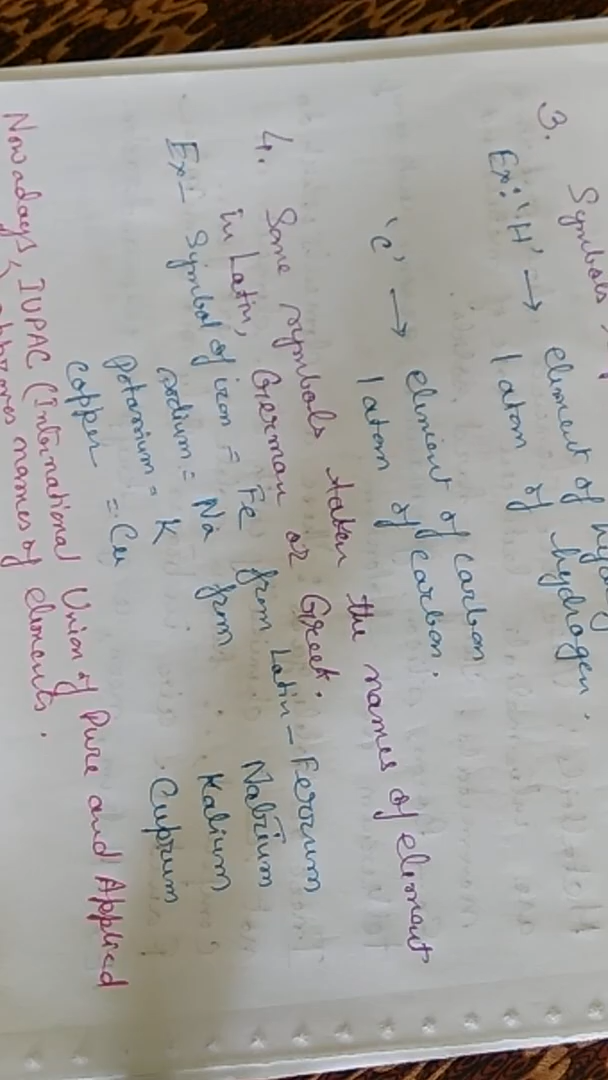 Symbols
3.
Ex: 'H' → element of
1 atom of hydrogen.
'C' → element of carbon.
1 atom of carbon.
4. Some symbols taken the names of element
in Latin, German or Greek.
Ex- Symbol of iron = Fe from Latin - Ferrum
sodium = Na from Natrium
Potassium = K Kalium
Copper = Cu Cuprum
Nowadays, IUPAC (International Union of Pure and Applied
approves names of elements.